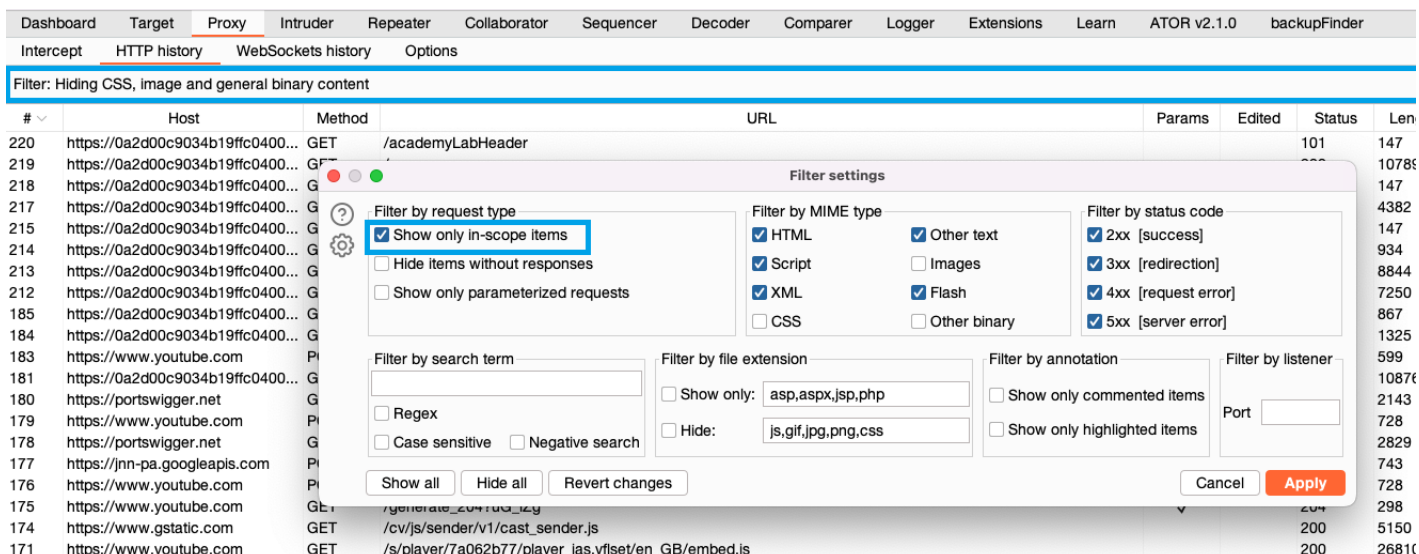 Dashboard Target Proxy Intruder Repeater Collaborator Sequencer Decoder Comparer Logger Extensions Learn ATOR v2.1.0 backupFinder
Intercept HTTP history WebSockets history Options
Filter: Hiding CSS, image and general binary content
# Host Method URL Params Edited Status Len
220 https://0a2d00c9034b19ffc0400... GET /academyLabHeader 101 147
219 https://0a2d00c9034b19ffc0400... GET / 10789
218 https://0a2d00c9034b19ffc0400... G 147
217 https://0a2d00c9034b19ffc0400... G 4382
215 https://0a2d00c9034b19ffc0400... G 147
214 https://0a2d00c9034b19ffc0400... G 934
213 https://0a2d00c9034b19ffc0400... G 8844
212 https://0a2d00c9034b19ffc0400... G 7250
185 https://0a2d00c9034b19ffc0400... G 867
184 https://0a2d00c9034b19ffc0400... G 1325
183 https://www.youtube.com P 599
181 https://0a2d00c9034b19ffc0400... G 10876
180 https://portswigger.net G 2143
179 https://www.youtube.com P 728
178 https://portswigger.net G 2829
177 https://jnn-pa.googleapis.com P 743
176 https://www.youtube.com P 728
175 https://www.youtube.com GET 204 298
174 https://www.gstatic.com GET /cv/js/sender/v1/cast_sender.js 200 5150
171 https://www.youtube.com GET /s/player/7a062b77/player_ias.vflset/en_GB/embed.js 200 26810
Filter settings
Filter by request type
Show only in-scope items
Hide items without responses
Show only parameterized requests
Filter by MIME type
HTML Other text
Script Images
XML Flash
CSS Other binary
Filter by status code
2xx [success]
3xx [redirection]
4xx [request error]
5xx [server error]
Filter by search term
Regex
Case sensitive Negative search
Filter by file extension
Show only: asp,aspx,jsp,php
Hide: js,gif,jpg,png,css
Filter by annotation
Show only commented items
Show only highlighted items
Filter by listener
Port
Show all Hide all Revert changes Cancel Apply